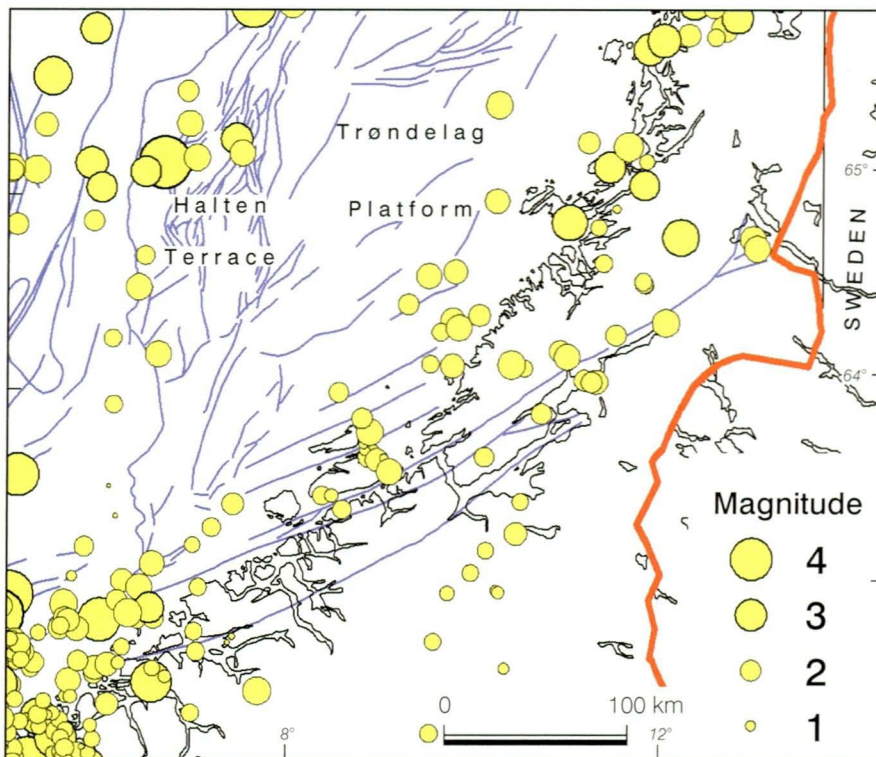 Trøndelag
65°
Halten
Platform
Terrace
SWEDEN
64°
Magnitude
4
3
2
1
0 100 km
8° 12°